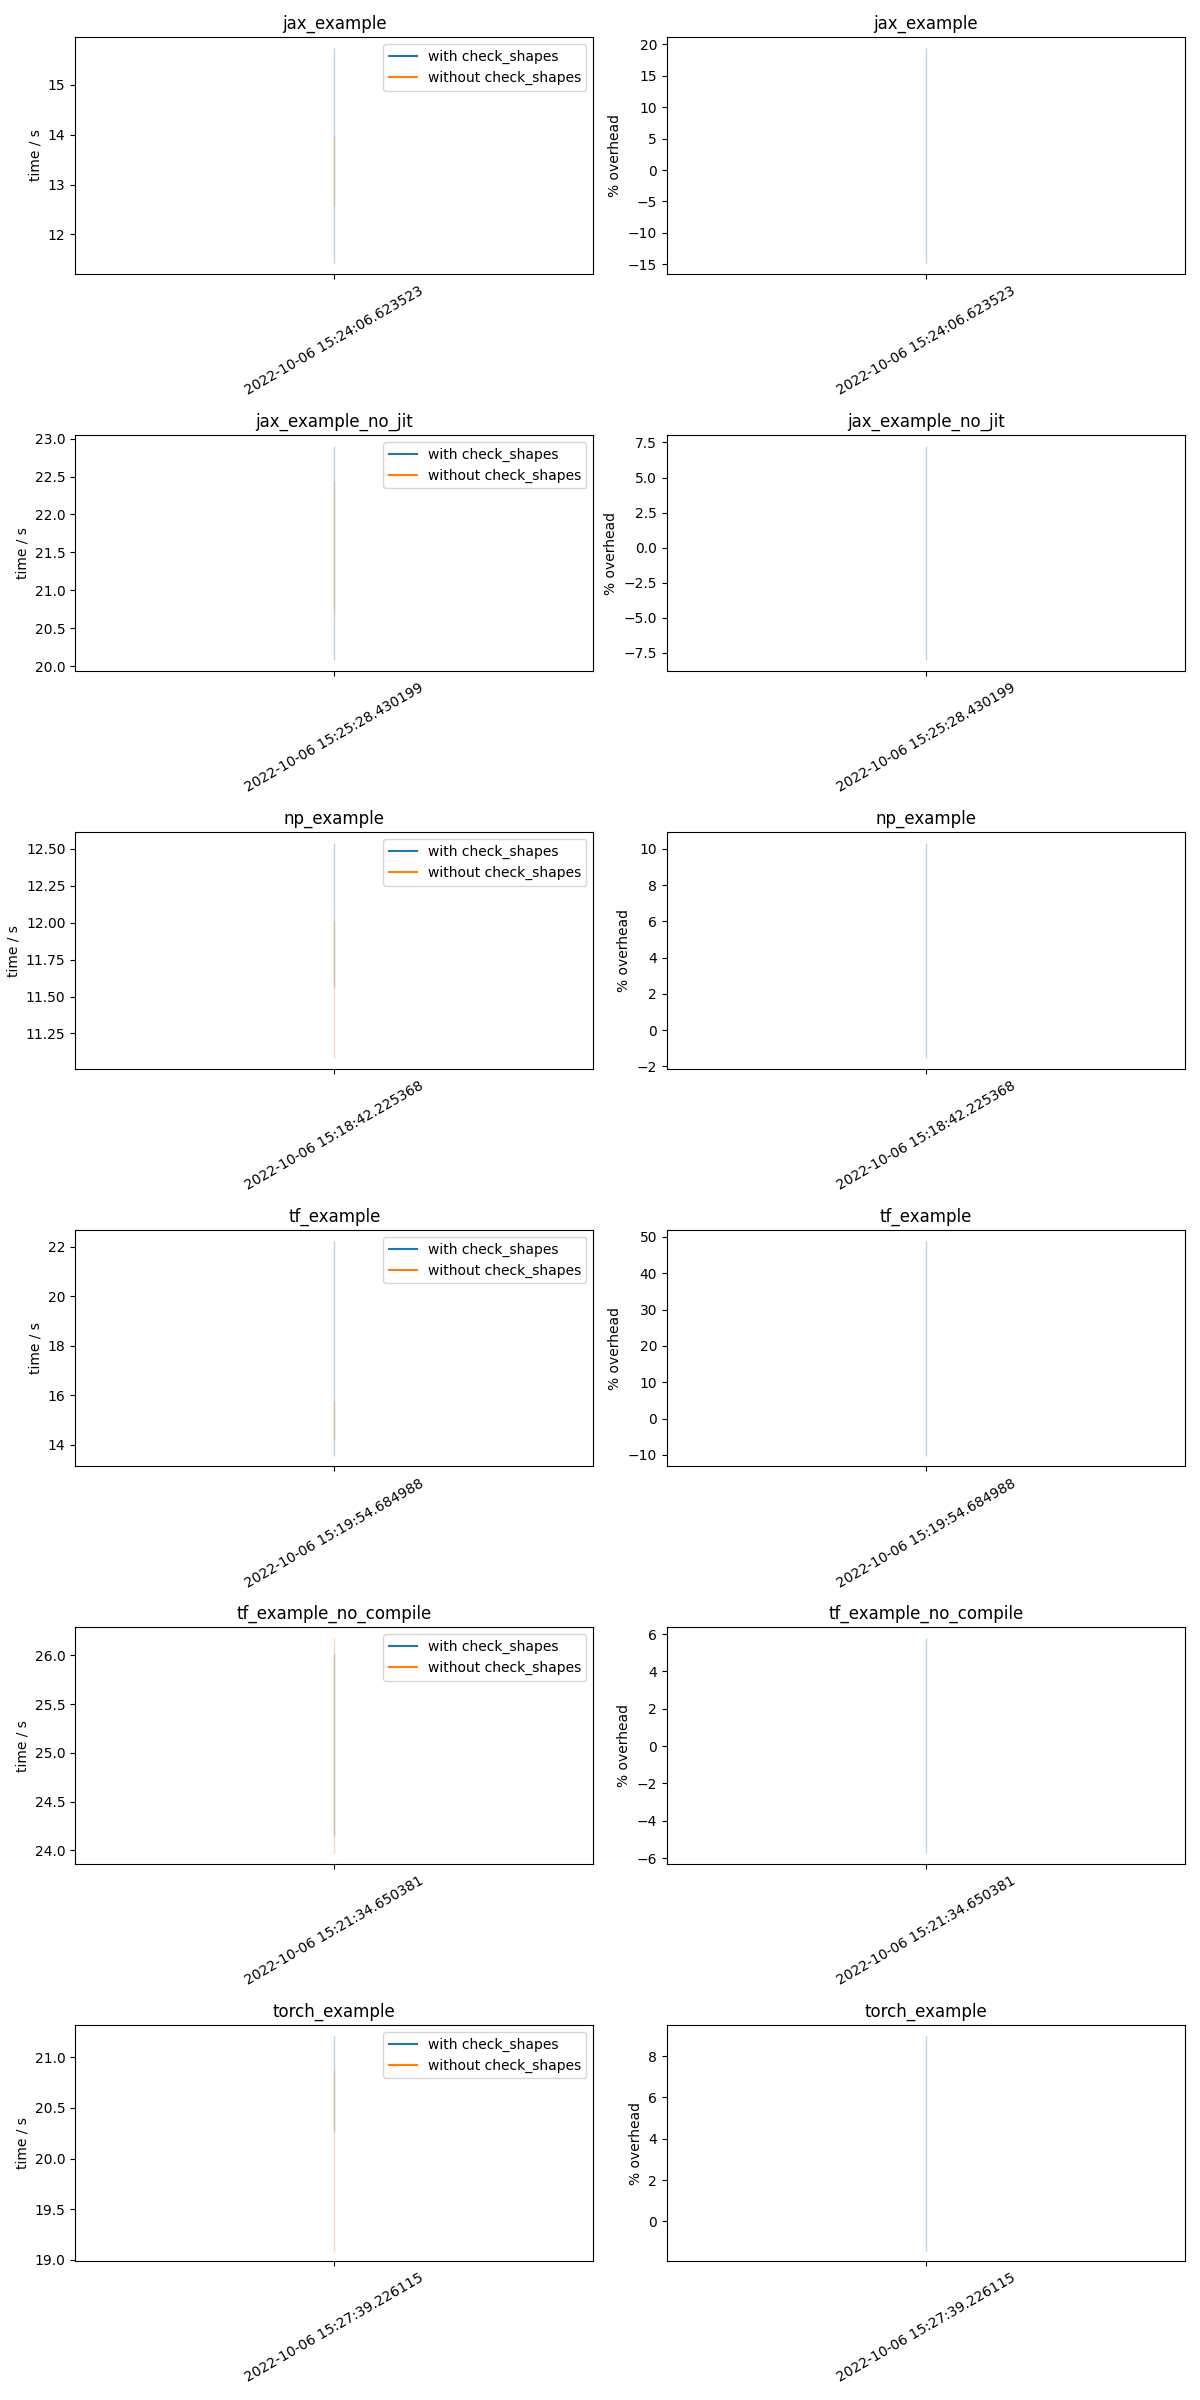 jax_example
with check_shapes
without check_shapes
time / s
15
14
13
12
2022-10-06 15:24:06.623523
jax_example
% overhead
20
15
10
5
0
−5
−10
−15
2022-10-06 15:24:06.623523
jax_example_no_jit
with check_shapes
without check_shapes
time / s
23.0
22.5
22.0
21.5
21.0
20.5
20.0
2022-10-06 15:25:28.430199
jax_example_no_jit
% overhead
7.5
5.0
2.5
0.0
−2.5
−5.0
−7.5
2022-10-06 15:25:28.430199
np_example
with check_shapes
without check_shapes
time / s
12.50
12.25
12.00
11.75
11.50
11.25
2022-10-06 15:18:42.225368
np_example
% overhead
10
8
6
4
2
0
−2
2022-10-06 15:18:42.225368
tf_example
with check_shapes
without check_shapes
time / s
22
20
18
16
14
2022-10-06 15:19:54.684988
tf_example
% overhead
50
40
30
20
10
0
−10
2022-10-06 15:19:54.684988
tf_example_no_compile
with check_shapes
without check_shapes
time / s
26.0
25.5
25.0
24.5
24.0
2022-10-06 15:21:34.650381
tf_example_no_compile
% overhead
6
4
2
0
−2
−4
−6
2022-10-06 15:21:34.650381
torch_example
with check_shapes
without check_shapes
time / s
21.0
20.5
20.0
19.5
19.0
2022-10-06 15:27:39.226115
torch_example
% overhead
8
6
4
2
0
2022-10-06 15:27:39.226115